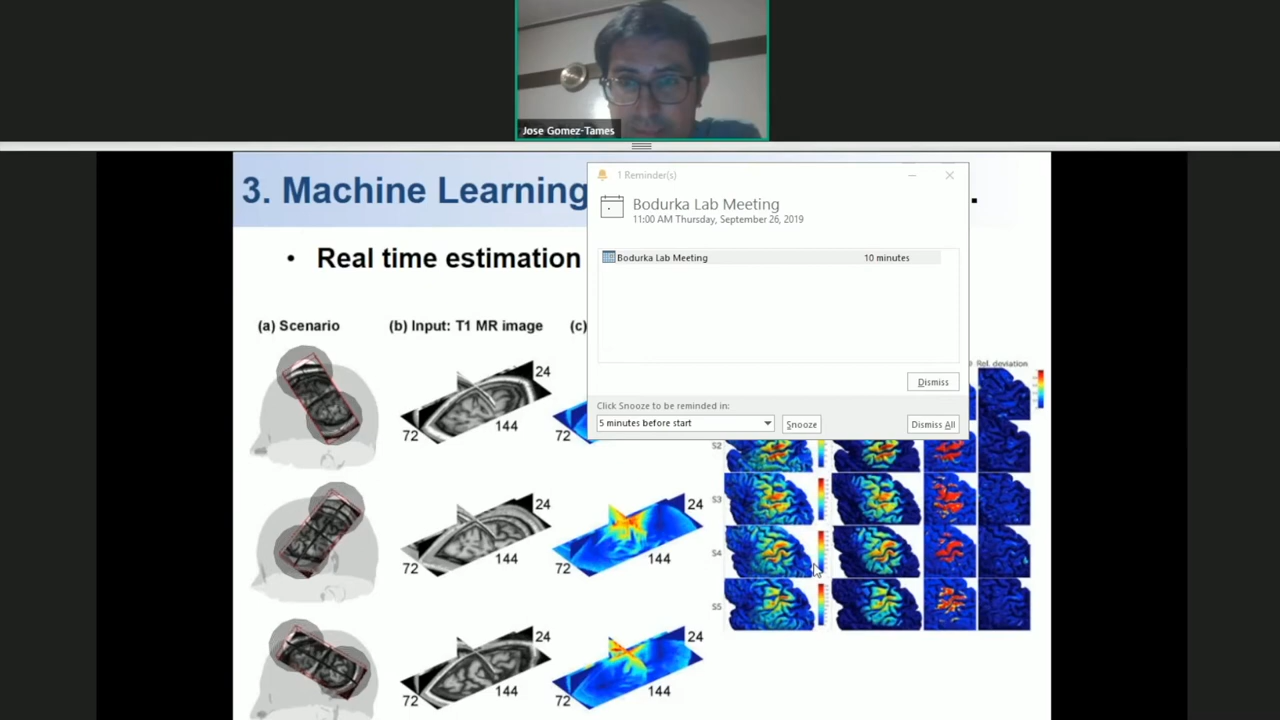 Jose Gomez-Tames
3. Machine Learning
.
1 Reminder(s)
Bodurka Lab Meeting
11:00 AM Thursday, September 26, 2019
Bodurka Lab Meeting 10 minutes
Dismiss
Click Snooze to be reminded in:
5 minutes before start
Snooze
Dismiss All
• Real time estimation
(a) Scenario
(b) Input: T1 MR image
(c)
Rel. deviation
24
144
72
72
S2
24
144
72
24
144
72
S3
S4
S5
24
144
72
24
144
72